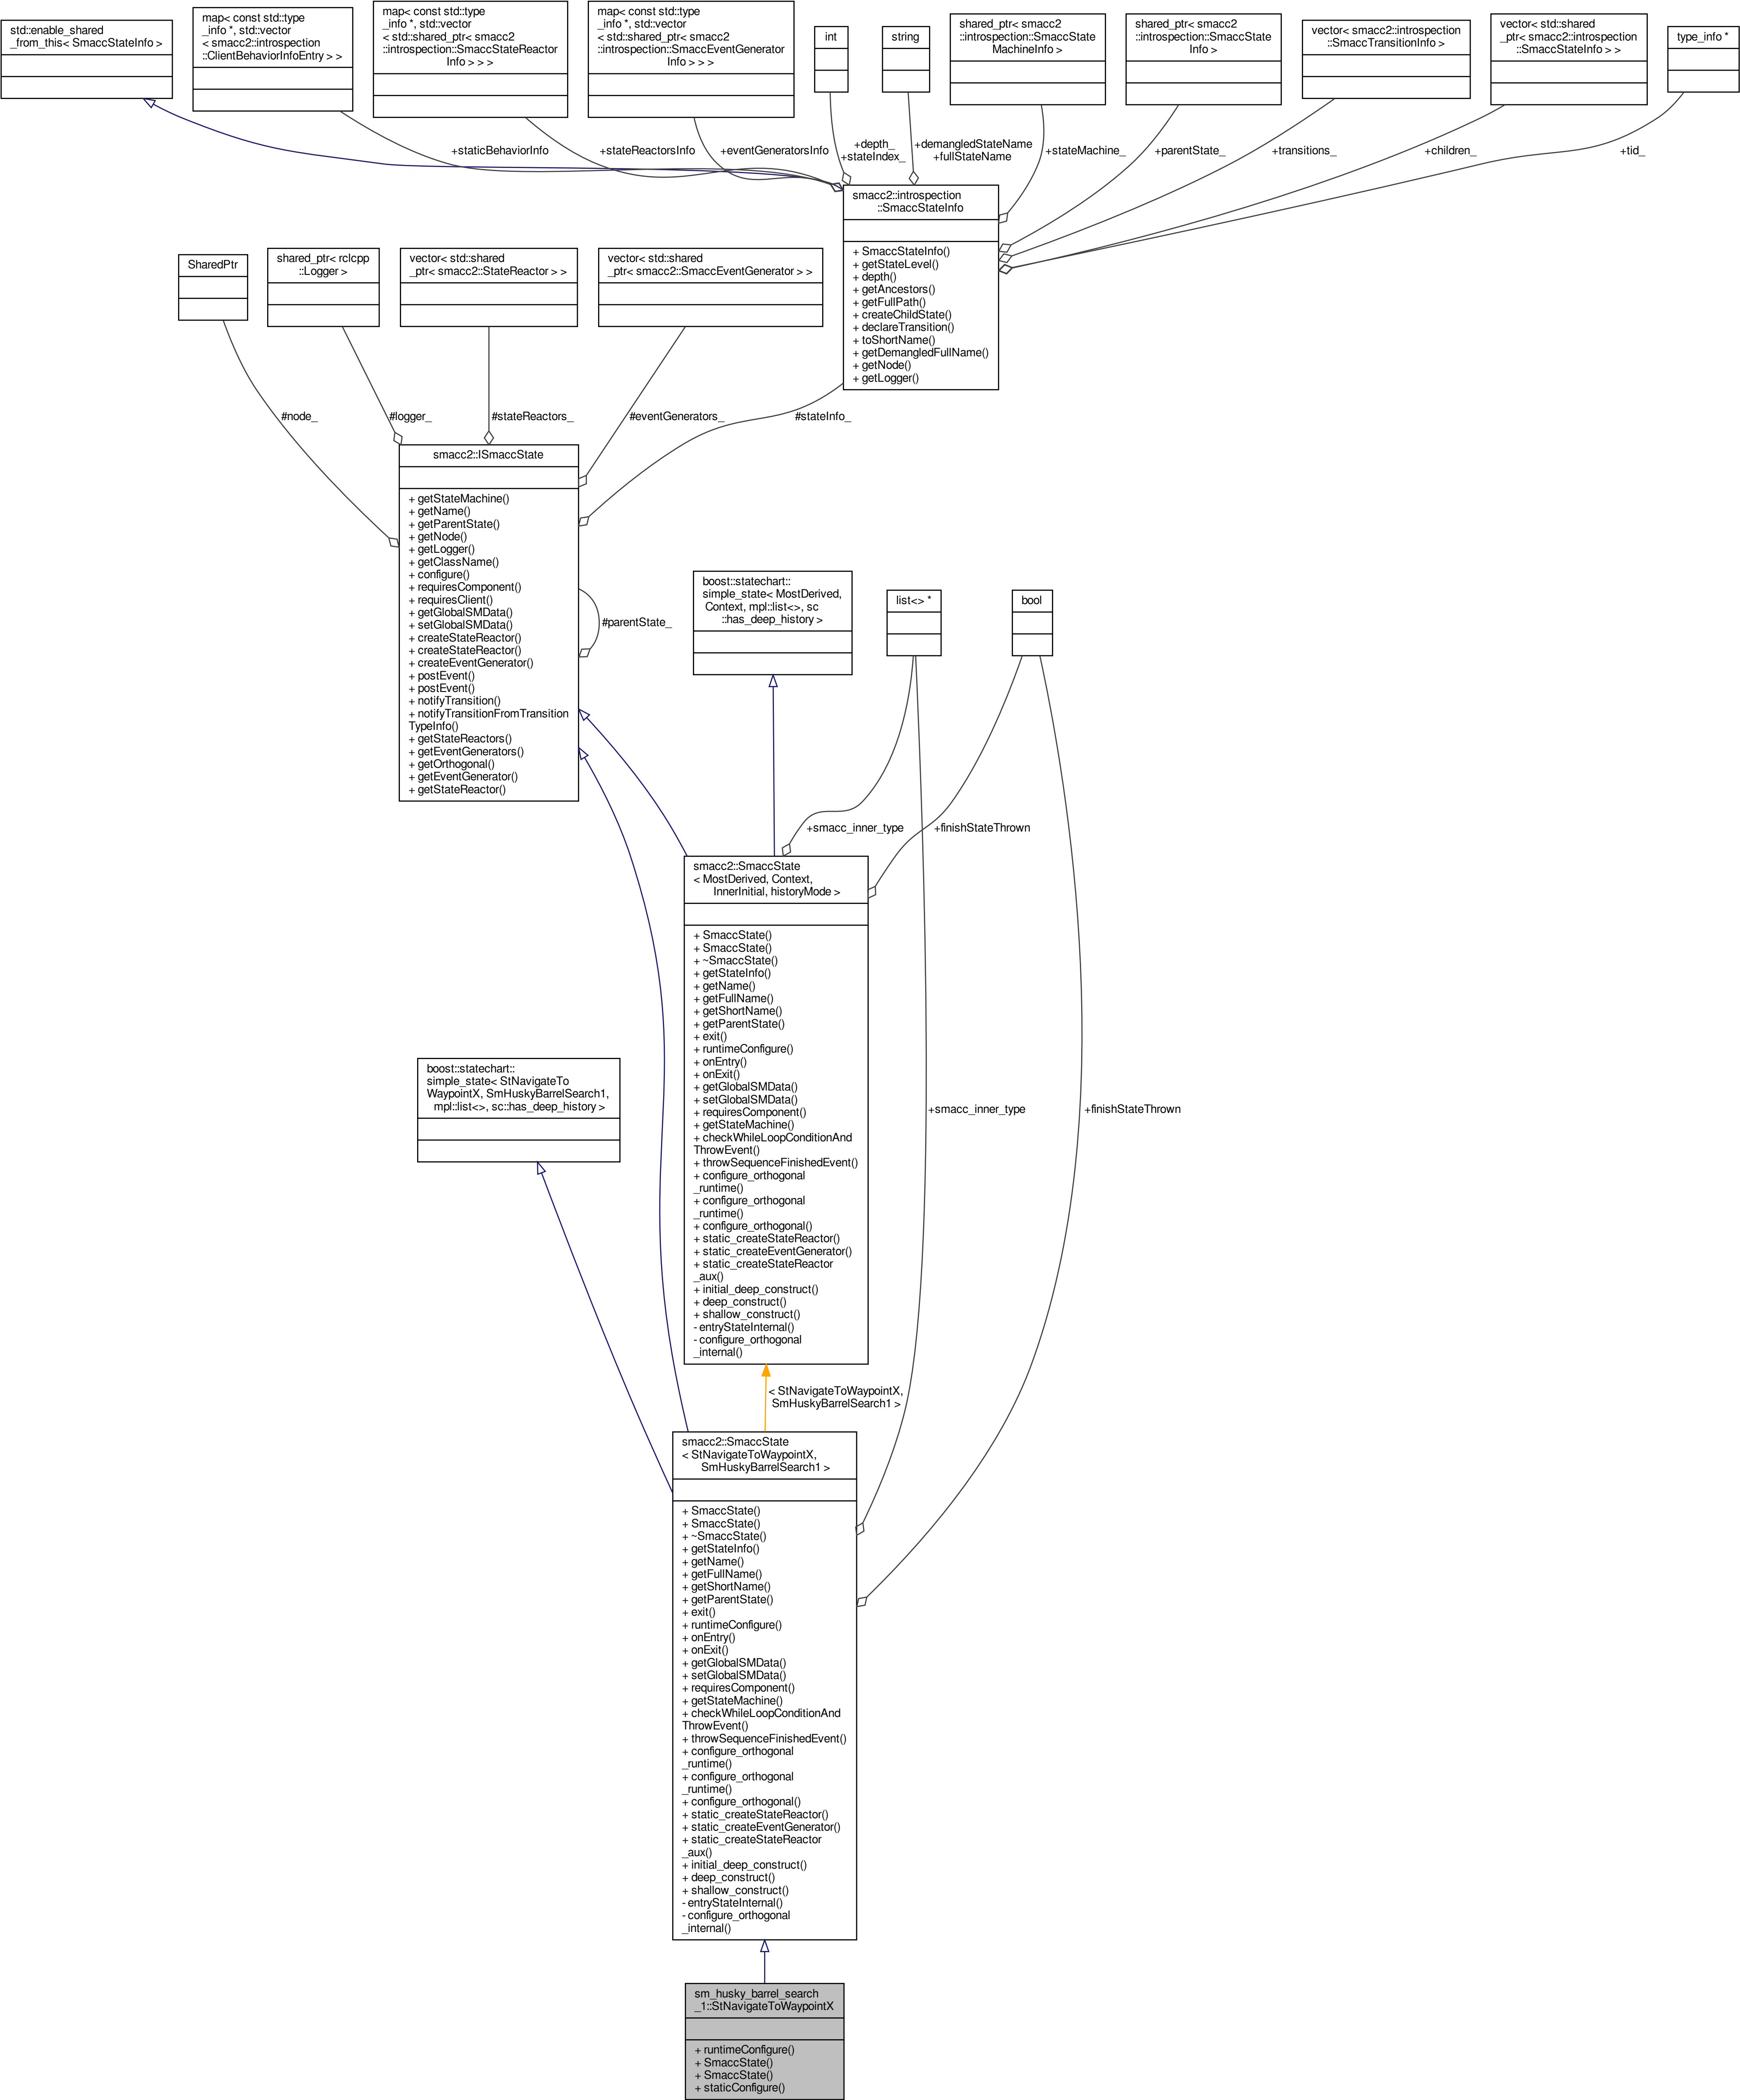 std::enable_shared
_from_this< SmaccStateInfo >
map< const std::type
_info *, std::vector
< smacc2::introspection
::ClientBehaviorInfoEntry > >
map< const std::type
_info *, std::vector
< std::shared_ptr< smacc2
::introspection::SmaccStateReactor
Info > > >
map< const std::type
_info *, std::vector
< std::shared_ptr< smacc2
::introspection::SmaccEventGenerator
Info > > >
int
string
shared_ptr< smacc2
::introspection::SmaccState
MachineInfo >
shared_ptr< smacc2
::introspection::SmaccState
Info >
vector< smacc2::introspection
::SmaccTransitionInfo >
vector< std::shared
_ptr< smacc2::introspection
::SmaccStateInfo > >
type_info *
+staticBehaviorInfo
+stateReactorsInfo
+eventGeneratorsInfo
+depth_
+stateIndex_
+demangledStateName
+fullStateName
+stateMachine_
+parentState_
+transitions_
+children_
+tid_
smacc2::introspection
::SmaccStateInfo
+ SmaccStateInfo()
+ getStateLevel()
+ depth()
+ getAncestors()
+ getFullPath()
+ createChildState()
+ declareTransition()
+ toShortName()
+ getDemangledFullName()
+ getNode()
+ getLogger()
SharedPtr
shared_ptr< rclcpp
::Logger >
vector< std::shared
_ptr< smacc2::StateReactor > >
vector< std::shared
_ptr< smacc2::SmaccEventGenerator > >
#node_
#logger_
#stateReactors_
#eventGenerators_
#stateInfo_
smacc2::ISmaccState
+ getStateMachine()
+ getName()
+ getParentState()
+ getNode()
+ getLogger()
+ getClassName()
+ configure()
+ requiresComponent()
+ requiresClient()
+ getGlobalSMData()
+ setGlobalSMData()
+ createStateReactor()
+ createStateReactor()
+ createEventGenerator()
+ postEvent()
+ postEvent()
+ notifyTransition()
+ notifyTransitionFromTransition
TypeInfo()
+ getStateReactors()
+ getEventGenerators()
+ getOrthogonal()
+ getEventGenerator()
+ getStateReactor()
#parentState_
boost::statechart::
simple_state< MostDerived,
Context, mpl::list<>, sc
::has_deep_history >
list<> *
bool
+smacc_inner_type
+finishStateThrown
smacc2::SmaccState
< MostDerived, Context,
InnerInitial, historyMode >
+ SmaccState()
+ SmaccState()
+ ~SmaccState()
+ getStateInfo()
+ getName()
+ getFullName()
+ getShortName()
+ getParentState()
+ exit()
+ runtimeConfigure()
+ onEntry()
+ onExit()
+ getGlobalSMData()
+ setGlobalSMData()
+ requiresComponent()
+ getStateMachine()
+ checkWhileLoopConditionAnd
ThrowEvent()
+ throwSequenceFinishedEvent()
+ configure_orthogonal
_runtime()
+ configure_orthogonal
_runtime()
+ configure_orthogonal()
+ static_createStateReactor()
+ static_createEventGenerator()
+ static_createStateReactor
_aux()
+ initial_deep_construct()
+ deep_construct()
+ shallow_construct()
- entryStateInternal()
- configure_orthogonal
_internal()
boost::statechart::
simple_state< StNavigateTo
WaypointX, SmHuskyBarrelSearch1,
mpl::list<>, sc::has_deep_history >
+smacc_inner_type
+finishStateThrown
< StNavigateToWaypointX,
SmHuskyBarrelSearch1 >
smacc2::SmaccState
< StNavigateToWaypointX,
SmHuskyBarrelSearch1 >
+ SmaccState()
+ SmaccState()
+ ~SmaccState()
+ getStateInfo()
+ getName()
+ getFullName()
+ getShortName()
+ getParentState()
+ exit()
+ runtimeConfigure()
+ onEntry()
+ onExit()
+ getGlobalSMData()
+ setGlobalSMData()
+ requiresComponent()
+ getStateMachine()
+ checkWhileLoopConditionAnd
ThrowEvent()
+ throwSequenceFinishedEvent()
+ configure_orthogonal
_runtime()
+ configure_orthogonal
_runtime()
+ configure_orthogonal()
+ static_createStateReactor()
+ static_createEventGenerator()
+ static_createStateReactor
_aux()
+ initial_deep_construct()
+ deep_construct()
+ shallow_construct()
- entryStateInternal()
- configure_orthogonal
_internal()
sm_husky_barrel_search
_1::StNavigateToWaypointX
+ runtimeConfigure()
+ SmaccState()
+ SmaccState()
+ staticConfigure()